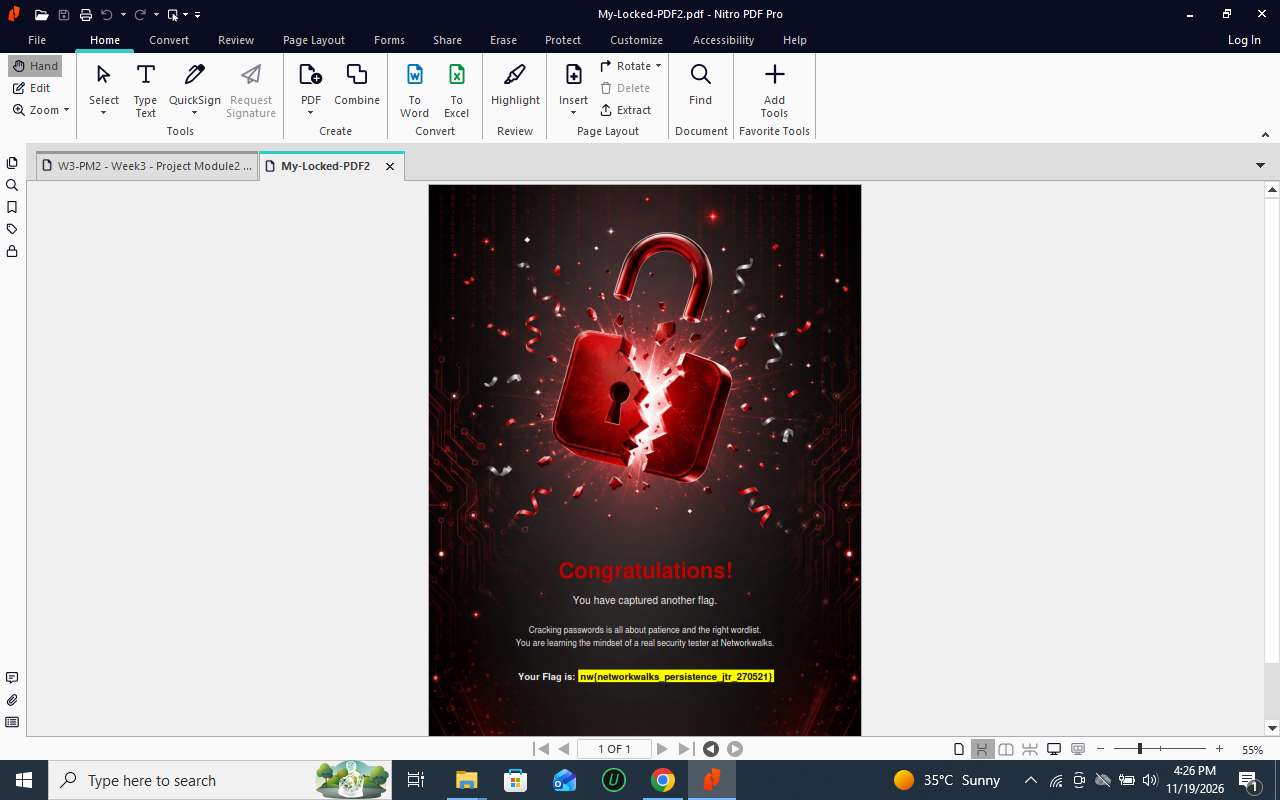 My-Locked-PDF2.pdf - Nitro PDF Pro
File Home Convert Review Page Layout Forms Share Erase Protect Customize Accessibility Help Log In
Hand
Edit
Zoom
Select
Type Text
QuickSign
Request Signature
Tools
PDF
Combine
Create
To Word
To Excel
Convert
Highlight
Review
Insert
Rotate
Delete
Extract
Page Layout
Find
Document
Add Tools
Favorite Tools
W3-PM2 - Week3 - Project Module2 ...
My-Locked-PDF2
Congratulations!
You have captured another flag.
Cracking passwords is all about patience and the right wordlist.
You are learning the mindset of a real security tester at Networkwalks.
Your Flag is: nw{networkwalks_persistence_jtr_270521}
1 OF 1
55%
Type here to search
35°C Sunny
4:26 PM
11/19/2026
1